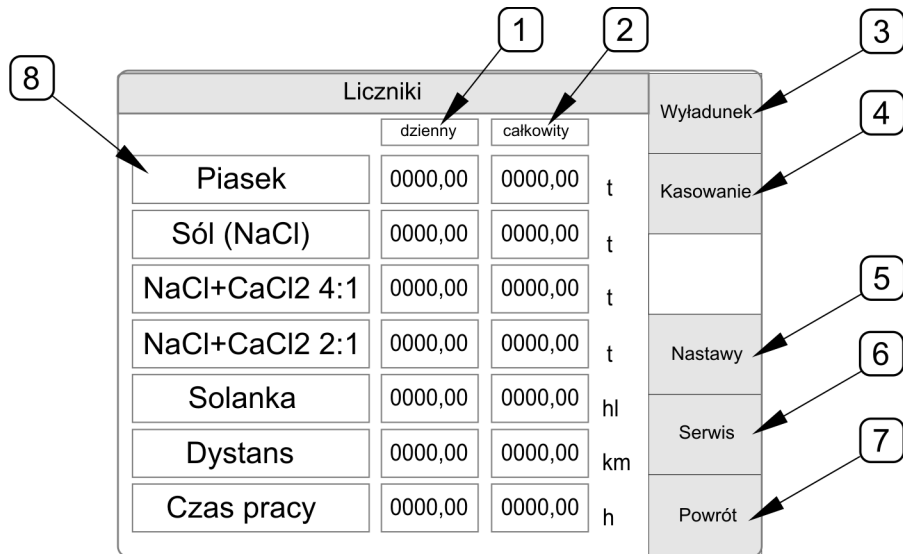 1
2
3
8
Liczniki
Wyładunek
4
dzienny
całkowity
Piasek 0000,00 0000,00 t
Kasowanie
Sól (NaCl) 0000,00 0000,00 t
5
NaCl+CaCl2 4:1 0000,00 0000,00 t
NaCl+CaCl2 2:1 0000,00 0000,00 t
Nastawy
6
Solanka 0000,00 0000,00 hl
Serwis
7
Dystans 0000,00 0000,00 km
Czas pracy 0000,00 0000,00 h
Powrót